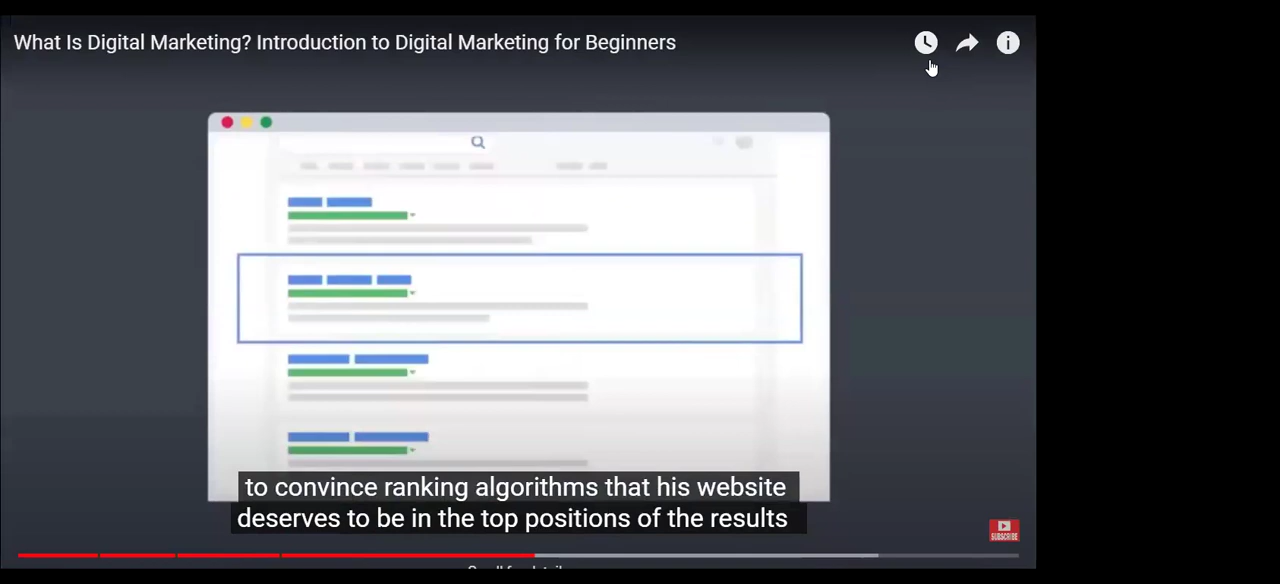 What Is Digital Marketing? Introduction to Digital Marketing for Beginners
to convince ranking algorithms that his website
deserves to be in the top positions of the results
SUBSCRIBE